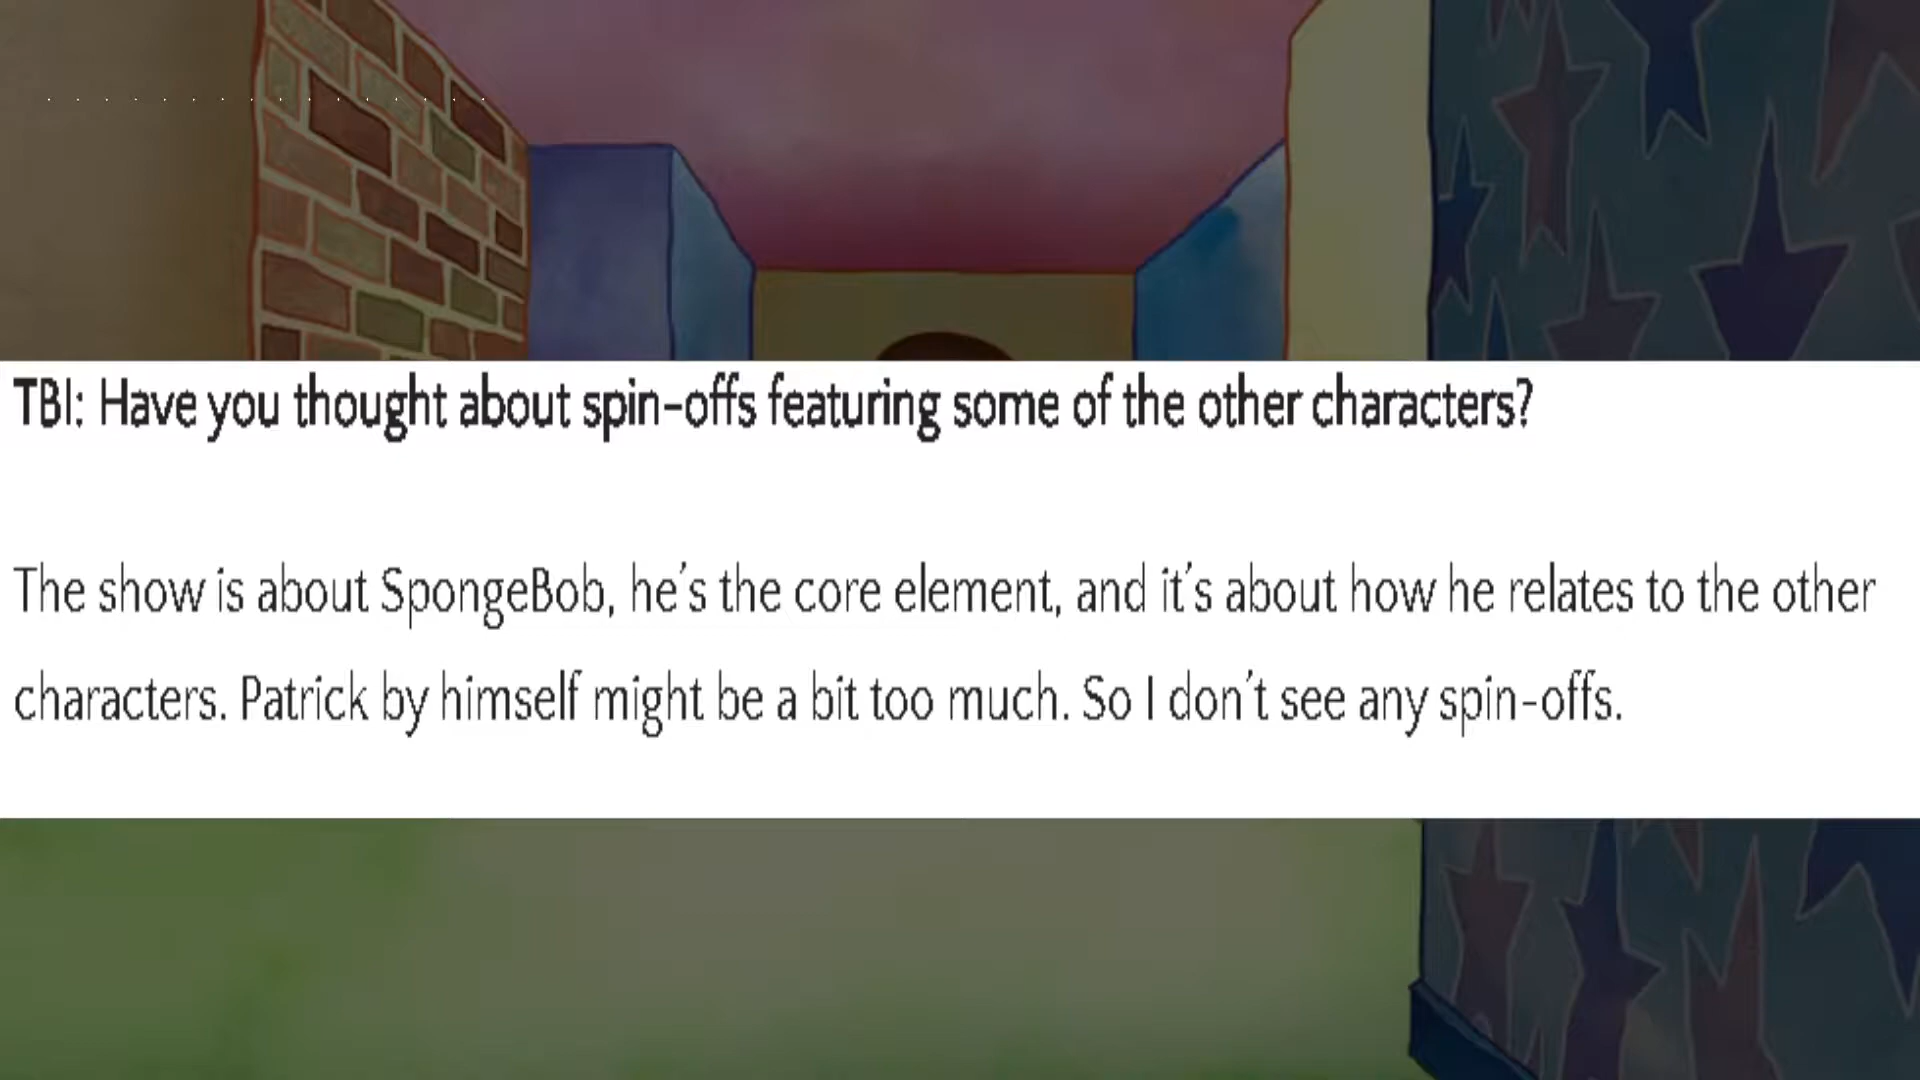 TBI: Have you thought about spin-offs featuring some of the other characters?
The show is about SpongeBob, he's the core element, and it's about how he relates to the other
characters. Patrick by himself might be a bit too much. So I don't see any spin-offs.